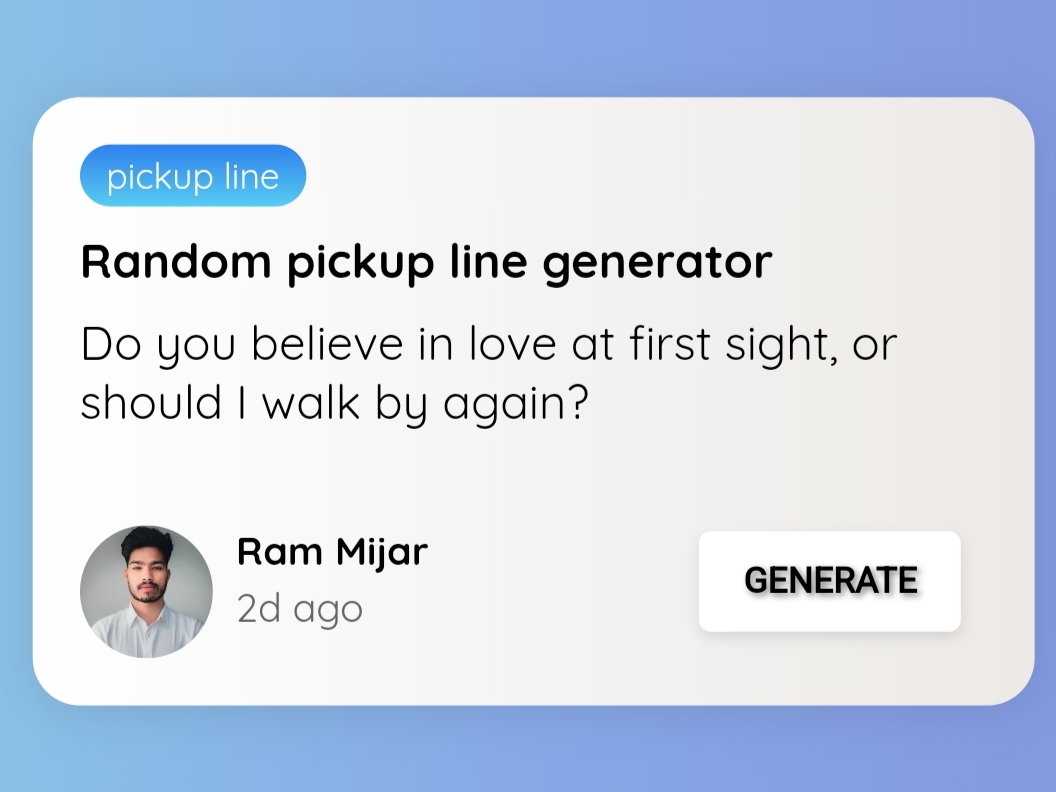 pickup line
Random pickup line generator
Do you believe in love at first sight, or
should I walk by again?
Ram Mijar
2d ago
GENERATE